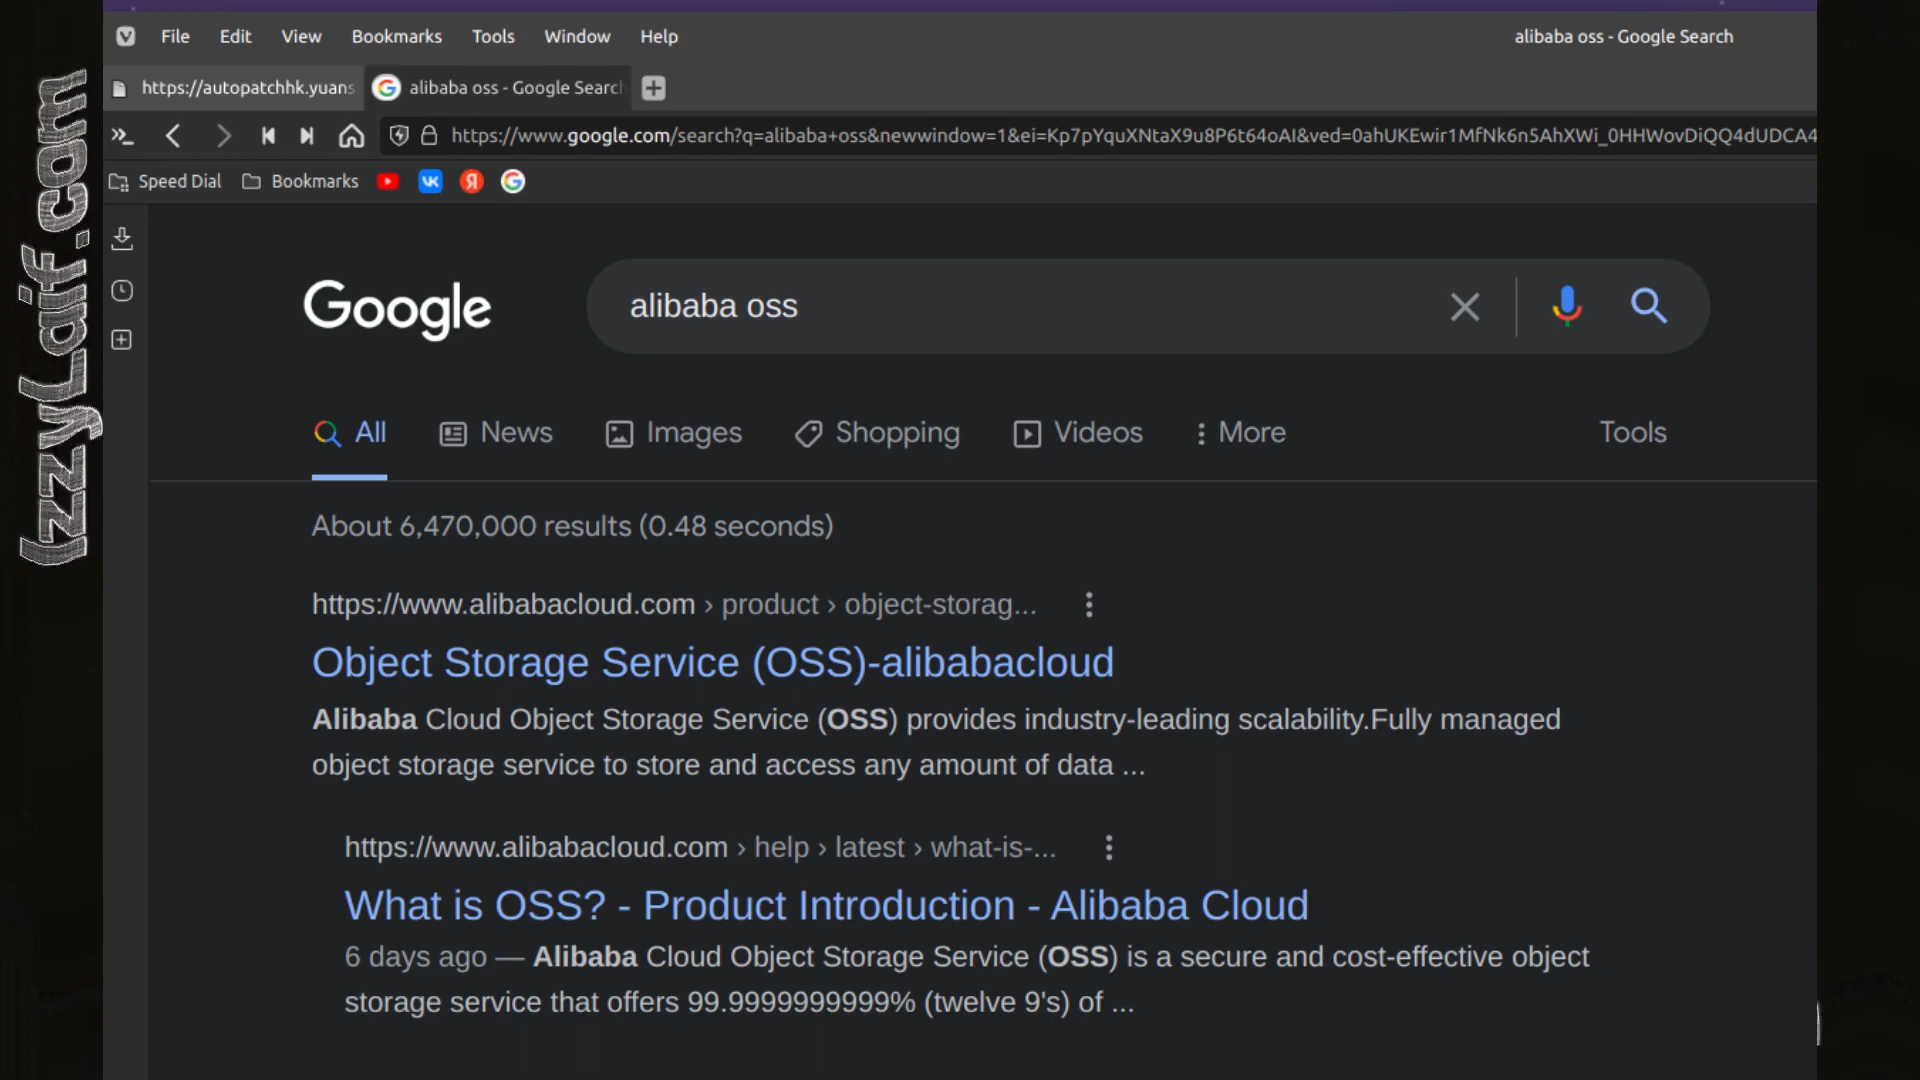 IzzyLaif.com
File Edit View Bookmarks Tools Window Help
alibaba oss - Google Search
https://autopatchhk.yuans
alibaba oss - Google Search
https://www.google.com/search?q=alibaba+oss&newwindow=1&ei=Kp7pYquXNtaX9u8P6t64oAI&ved=0ahUKEwir1MfNk6n5AhXWi_0HHWovDiQQ4dUDCA4
Speed Dial Bookmarks
Google
alibaba oss
All News Images Shopping Videos More Tools
About 6,470,000 results (0.48 seconds)
https://www.alibabacloud.com › product › object-storag...
Object Storage Service (OSS)-alibabacloud
Alibaba Cloud Object Storage Service (OSS) provides industry-leading scalability.Fully managed
object storage service to store and access any amount of data ...
https://www.alibabacloud.com › help › latest › what-is-...
What is OSS? - Product Introduction - Alibaba Cloud
6 days ago — Alibaba Cloud Object Storage Service (OSS) is a secure and cost-effective object
storage service that offers 99.9999999999% (twelve 9's) of ...